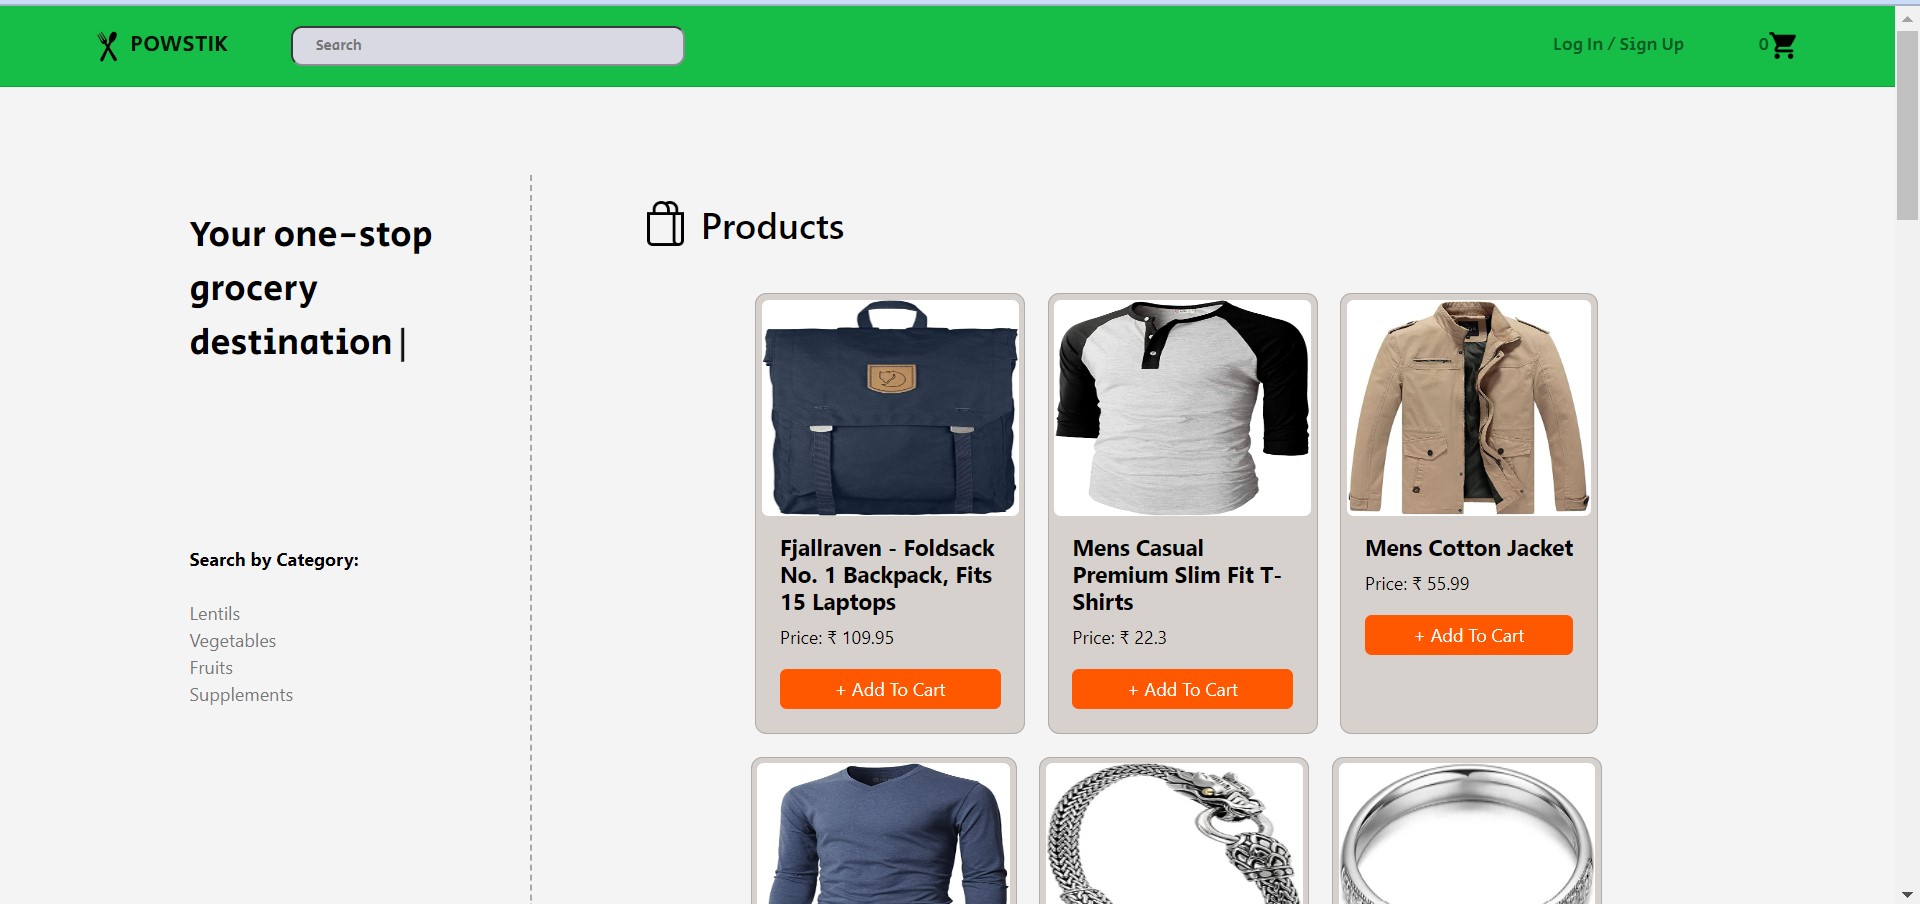 POWSTIK
Search
Log In / Sign Up
0
Your one-stop
grocery
destination|
Search by Category:
Lentils
Vegetables
Fruits
Supplements
Products
Fjallraven - Foldsack
No. 1 Backpack, Fits
15 Laptops
Price: ₹ 109.95
+ Add To Cart
Mens Casual
Premium Slim Fit T-
Shirts
Price: ₹ 22.3
+ Add To Cart
Mens Cotton Jacket
Price: ₹ 55.99
+ Add To Cart